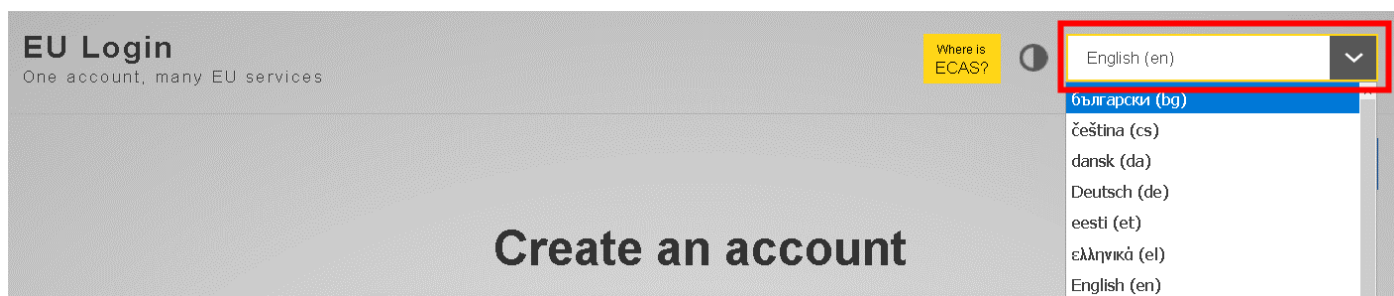 EU Login
One account, many EU services
Where is
ECAS?
English (en)
български (bg)
čeština (cs)
dansk (da)
Deutsch (de)
eesti (et)
ελληνικά (el)
English (en)
Create an account